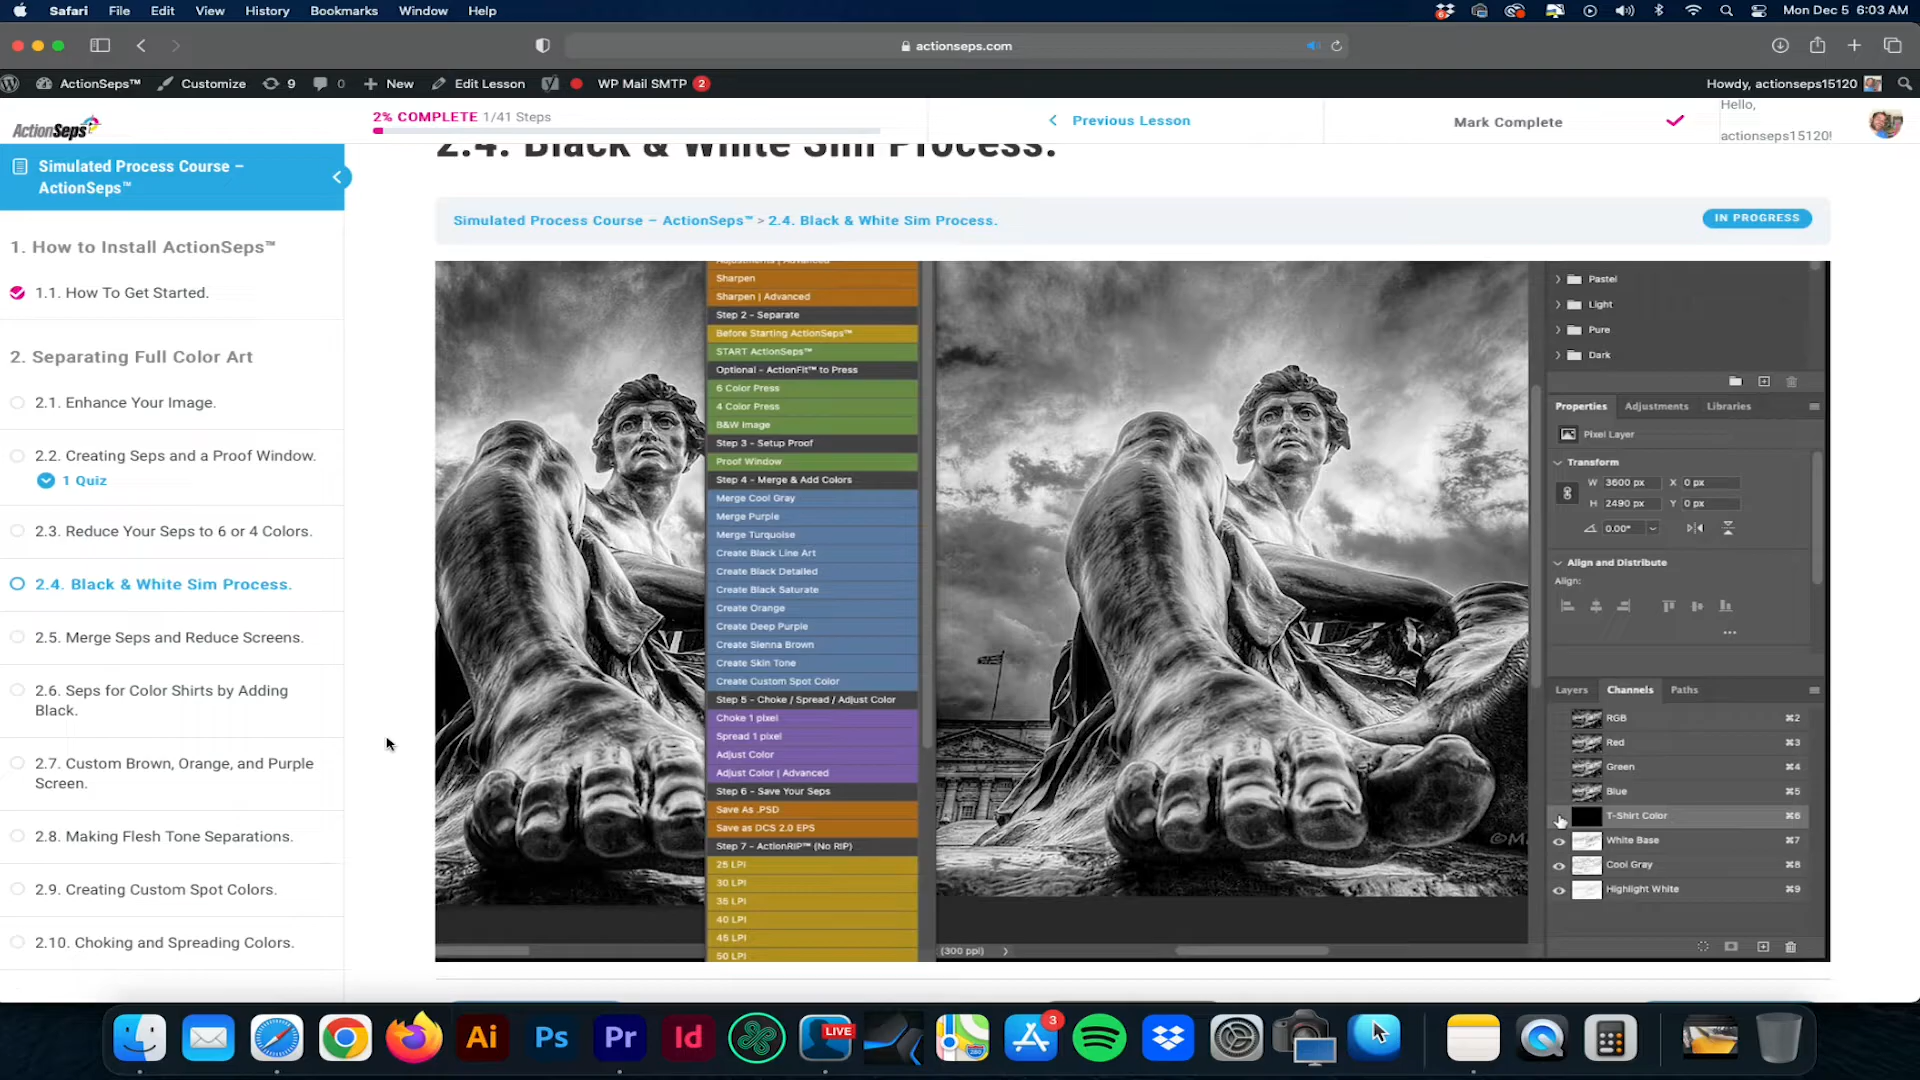 Safari File Edit View History Bookmarks Window Help
Mon Dec 5 6:03 AM
actionseps.com
ActionSeps™ Customize 9 0 New Edit Lesson WP Mail SMTP 2
Howdy, actionseps15120
ActionSeps
2% COMPLETE 1/41 Steps
Previous Lesson
Mark Complete
Hello,
actionseps15120!
Simulated Process Course –
ActionSeps™
1. How to Install ActionSeps™
1.1. How To Get Started.
2. Separating Full Color Art
2.1. Enhance Your Image.
2.2. Creating Seps and a Proof Window.
1 Quiz
2.3. Reduce Your Seps to 6 or 4 Colors.
2.4. Black & White Sim Process.
2.5. Merge Seps and Reduce Screens.
2.6. Seps for Color Shirts by Adding
Black.
2.7. Custom Brown, Orange, and Purple
Screen.
2.8. Making Flesh Tone Separations.
2.9. Creating Custom Spot Colors.
2.10. Choking and Spreading Colors.
2.4. Black & White Sim Process.
Simulated Process Course – ActionSeps™ > 2.4. Black & White Sim Process.
IN PROGRESS
Adjustments | Advanced
Sharpen
Sharpen | Advanced
Step 2 - Separate
Before Starting ActionSeps™
START ActionSeps™
Optional - ActionFit™ to Press
6 Color Press
4 Color Press
B&W Image
Step 3 - Setup Proof
Proof Window
Step 4 - Merge & Add Colors
Merge Cool Gray
Merge Purple
Merge Turquoise
Create Black Line Art
Create Black Detailed
Create Black Saturate
Create Orange
Create Deep Purple
Create Sienna Brown
Create Skin Tone
Create Custom Spot Color
Step 5 - Choke / Spread / Adjust Color
Choke 1 pixel
Spread 1 pixel
Adjust Color
Adjust Color | Advanced
Step 6 - Save Your Seps
Save As .PSD
Save as DCS 2.0 EPS
Step 7 - ActionRIP™ (No RIP)
25 LPI
30 LPI
35 LPI
40 LPI
45 LPI
50 LPI
(300 ppi)
Pastel
Light
Pure
Dark
Properties Adjustments Libraries
Pixel Layer
Transform
W 3600 px X 0 px
H 2490 px Y 0 px
0.00°
Align and Distribute
Align:
Layers Channels Paths
RGB ⌘2
Red ⌘3
Green ⌘4
Blue ⌘5
T-Shirt Color ⌘6
White Base ⌘7
Cool Gray ⌘8
Highlight White ⌘9
Ai Ps Pr Id LIVE 3